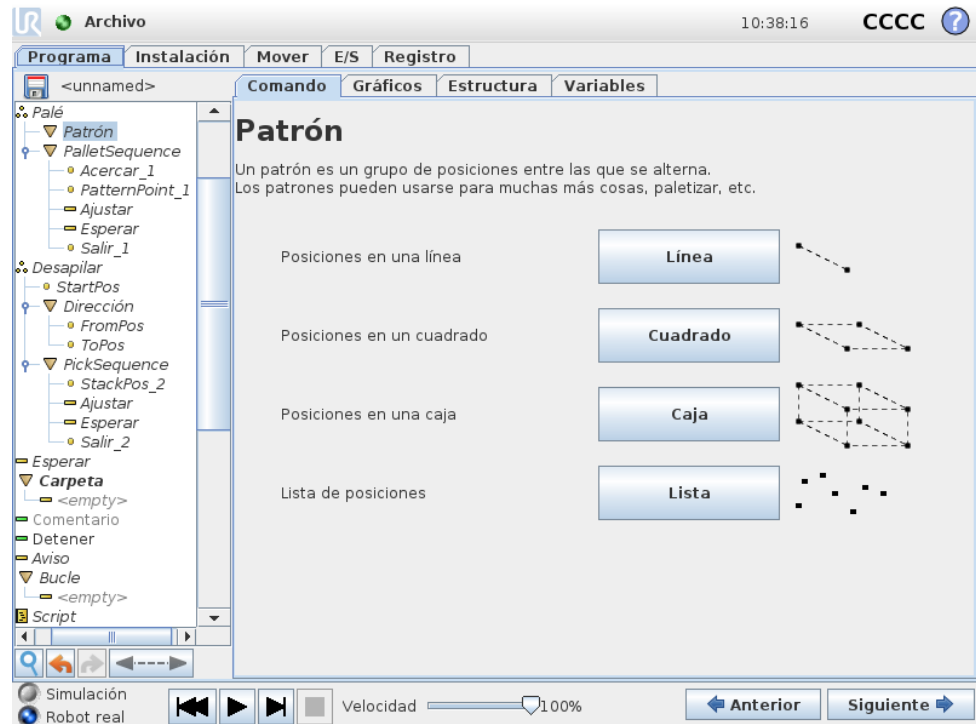 UR Archivo 10:38:16 CCCC ?
Programa Instalación Mover E/S Registro
<unnamed>
Comando Gráficos Estructura Variables
Palé
Patrón
PalletSequence
Acercar_1
PatternPoint_1
Ajustar
Esperar
Salir_1
Desapilar
StartPos
Dirección
FromPos
ToPos
PickSequence
StackPos_2
Ajustar
Esperar
Salir_2
Esperar
Carpeta
<empty>
Comentario
Detener
Aviso
Bucle
<empty>
Script
Patrón
Un patrón es un grupo de posiciones entre las que se alterna.
Los patrones pueden usarse para muchas más cosas, paletizar, etc.
Posiciones en una línea Línea
Posiciones en un cuadrado Cuadrado
Posiciones en una caja Caja
Lista de posiciones Lista
Simulación
Robot real
Velocidad 100%
Anterior Siguiente